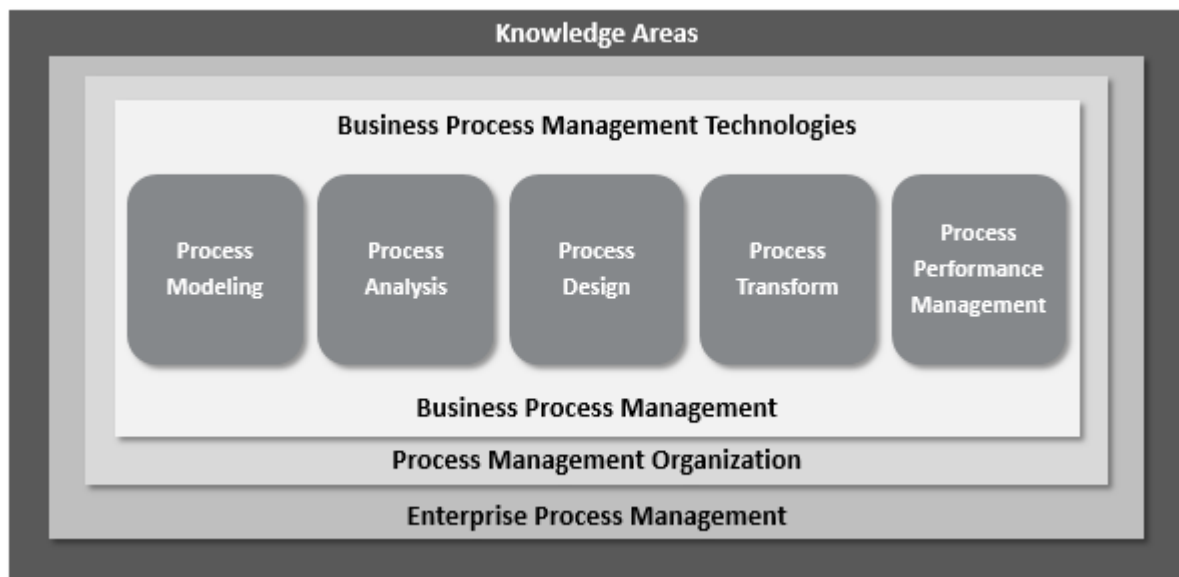 Knowledge Areas
Business Process Management Technologies
Process
Modeling
Process
Analysis
Process
Design
Process
Transform
Process
Performance
Management
Business Process Management
Process Management Organization
Enterprise Process Management